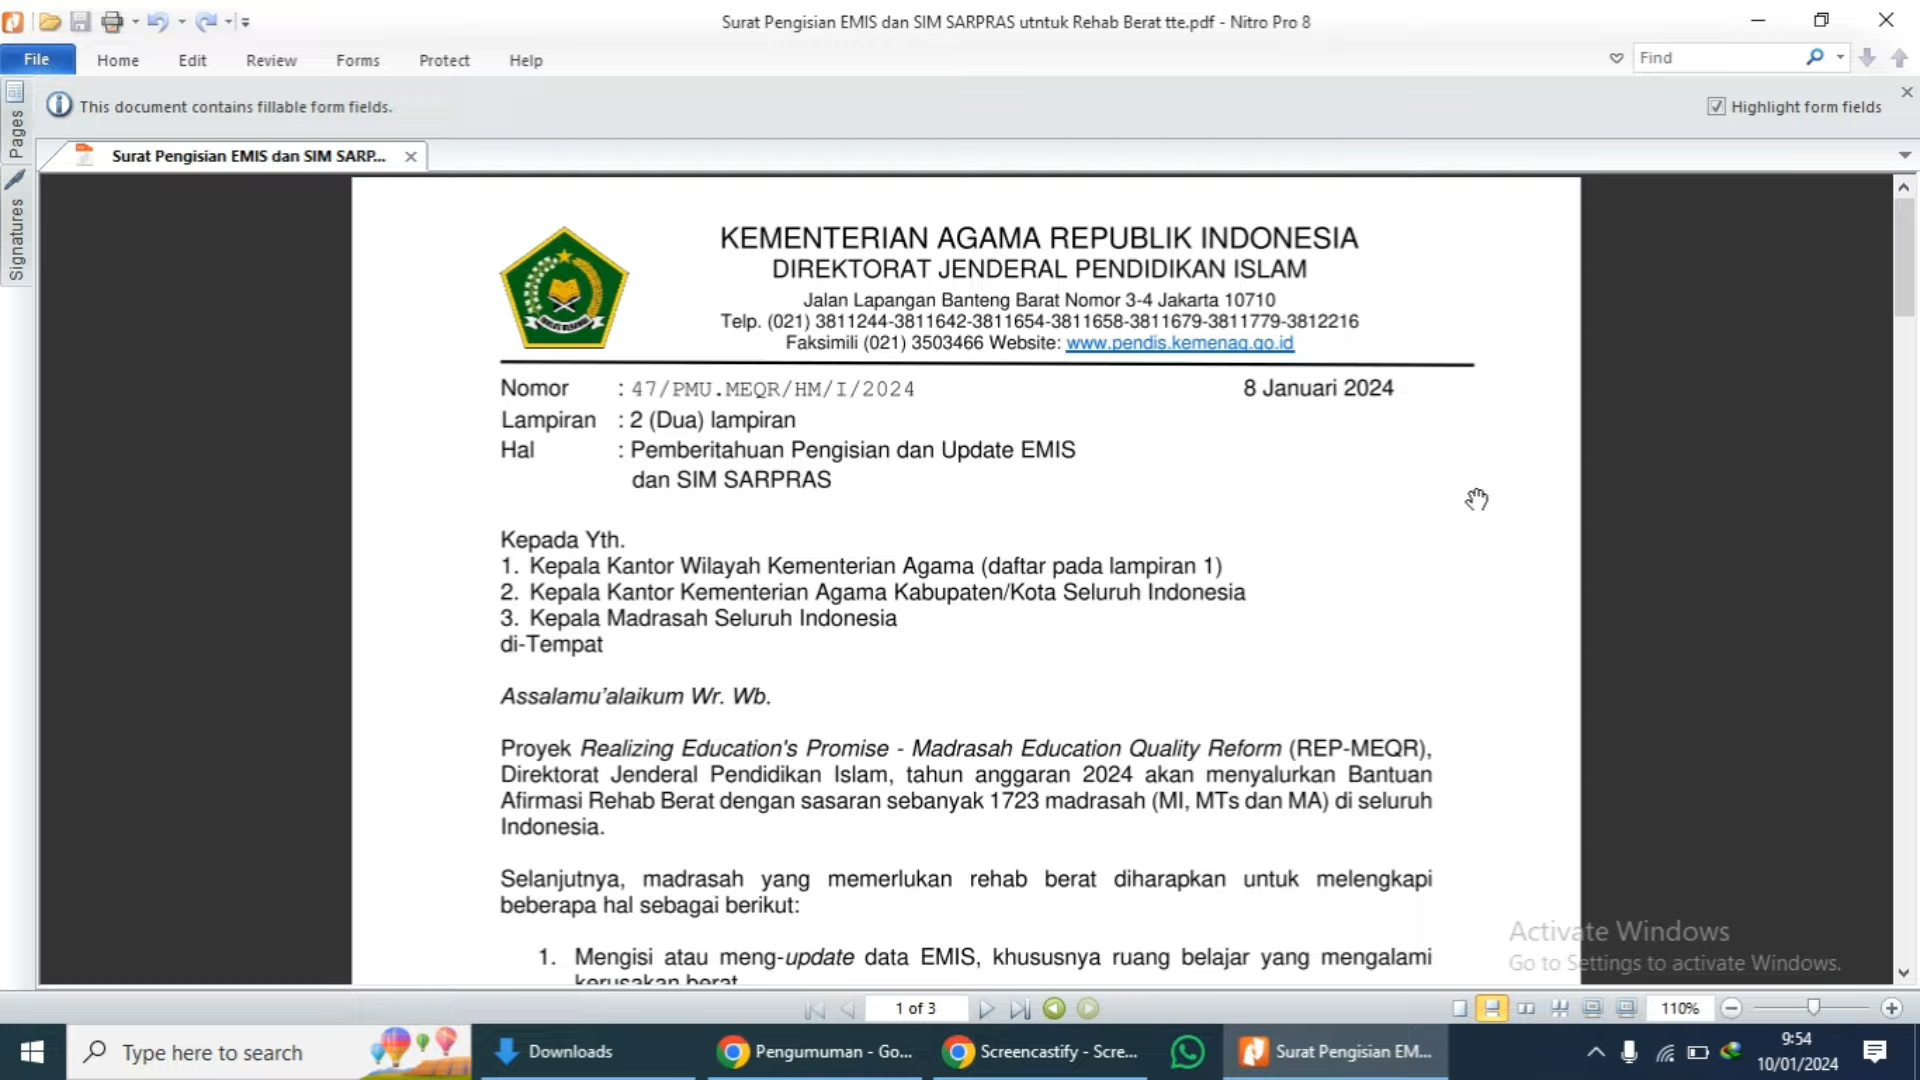 Surat Pengisian EMIS dan SIM SARPRAS utntuk Rehab Berat tte.pdf - Nitro Pro 8
File Home Edit Review Forms Protect Help Find
This document contains fillable form fields. Highlight form fields
Pages
Signatures
Surat Pengisian EMIS dan SIM SARP...
KEMENTERIAN AGAMA REPUBLIK INDONESIA
DIREKTORAT JENDERAL PENDIDIKAN ISLAM
Jalan Lapangan Banteng Barat Nomor 3-4 Jakarta 10710
Telp. (021) 3811244-3811642-3811654-3811658-3811679-3811779-3812216
Faksimili (021) 3503466 Website: www.pendis.kemenag.go.id
Nomor : 47/PMU.MEQR/HM/I/2024 8 Januari 2024
Lampiran : 2 (Dua) lampiran
Hal : Pemberitahuan Pengisian dan Update EMIS
dan SIM SARPRAS
Kepada Yth.
1. Kepala Kantor Wilayah Kementerian Agama (daftar pada lampiran 1)
2. Kepala Kantor Kementerian Agama Kabupaten/Kota Seluruh Indonesia
3. Kepala Madrasah Seluruh Indonesia
di-Tempat
Assalamu'alaikum Wr. Wb.
Proyek Realizing Education's Promise - Madrasah Education Quality Reform (REP-MEQR),
Direktorat Jenderal Pendidikan Islam, tahun anggaran 2024 akan menyalurkan Bantuan
Afirmasi Rehab Berat dengan sasaran sebanyak 1723 madrasah (MI, MTs dan MA) di seluruh
Indonesia.
Selanjutnya, madrasah yang memerlukan rehab berat diharapkan untuk melengkapi
beberapa hal sebagai berikut:
1. Mengisi atau meng-update data EMIS, khususnya ruang belajar yang mengalami
kerusakan berat
Activate Windows
Go to Settings to activate Windows.
1 of 3 110%
Type here to search Downloads Pengumuman - Go... Screencastify - Scre... Surat Pengisian EM... 9:54
10/01/2024